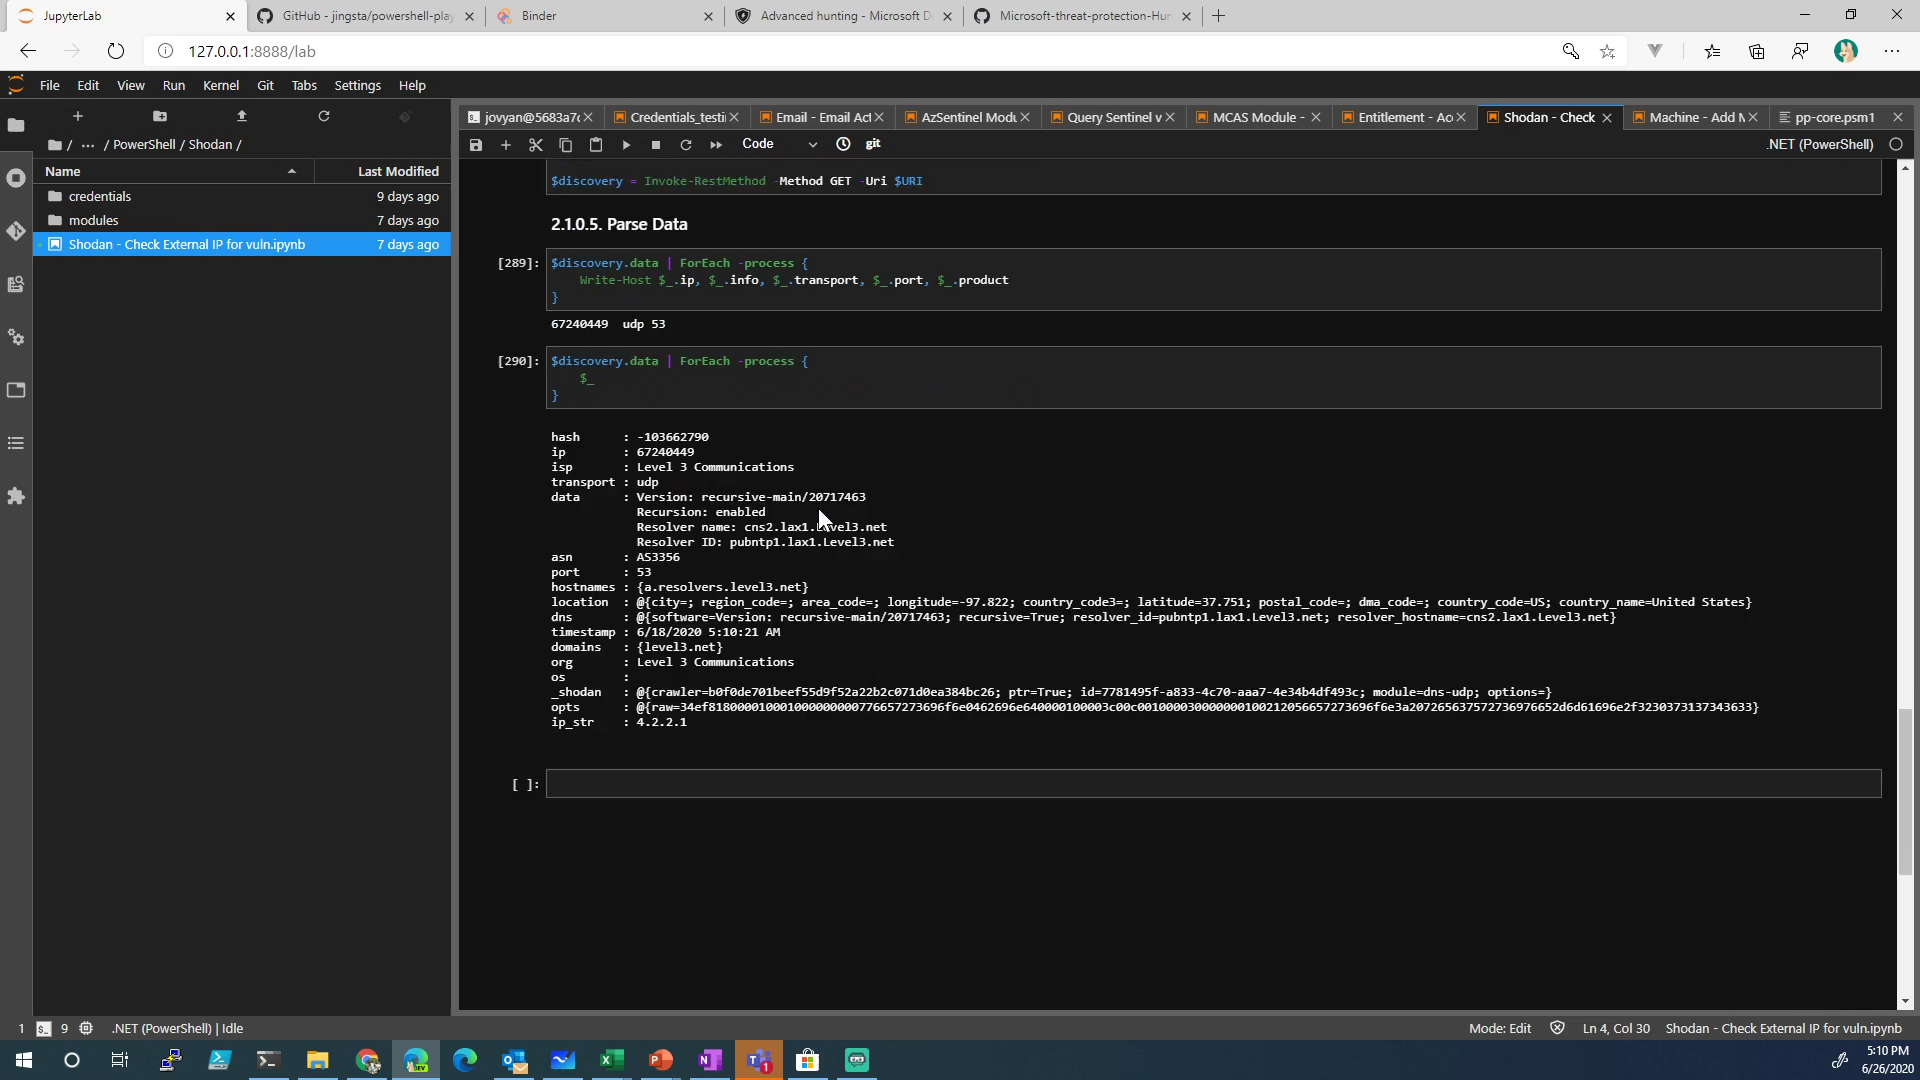 JupyterLab
GitHub - jingsta/powershell-play
Binder
Advanced hunting - Microsoft D
Microsoft-threat-protection-Hun
127.0.0.1:8888/lab
File Edit View Run Kernel Git Tabs Settings Help
jovyan@5683a7c
Credentials_testi
Email - Email Act
AzSentinel Modu
Query Sentinel v
MCAS Module -
Entitlement - Ac
Shodan - Check
Machine - Add M
pp-core.psm1
/ ··· / PowerShell / Shodan /
Code
git
.NET (PowerShell)
Name Last Modified
credentials 9 days ago
modules 7 days ago
Shodan - Check External IP for vuln.ipynb 7 days ago
$discovery = Invoke-RestMethod -Method GET -Uri $URI
2.1.0.5. Parse Data
[289]: $discovery.data | ForEach -process {
Write-Host $_.ip, $_.info, $_.transport, $_.port, $_.product
}
67240449 udp 53
[290]: $discovery.data | ForEach -process {
$_
}
hash : -103662790
ip : 67240449
isp : Level 3 Communications
transport : udp
data : Version: recursive-main/20717463
Recursion: enabled
Resolver name: cns2.lax1.Level3.net
Resolver ID: pubntp1.lax1.Level3.net
asn : AS3356
port : 53
hostnames : {a.resolvers.level3.net}
location : @{city=; region_code=; area_code=; longitude=-97.822; country_code3=; latitude=37.751; postal_code=; dma_code=; country_code=US; country_name=United States}
dns : @{software=Version: recursive-main/20717463; recursive=True; resolver_id=pubntp1.lax1.Level3.net; resolver_hostname=cns2.lax1.Level3.net}
timestamp : 6/18/2020 5:10:21 AM
domains : {level3.net}
org : Level 3 Communications
os :
_shodan : @{crawler=b0f0de701beef55d9f52a22b2c071d0ea384bc26; ptr=True; id=7781495f-a833-4c70-aaa7-4e34b4df493c; module=dns-udp; options=}
opts :
ip_str : 4.2.2.1
[ ]:
1 9 .NET (PowerShell) | Idle
Mode: Edit Ln 4, Col 30 Shodan - Check External IP for vuln.ipynb
5:10 PM
6/26/2020